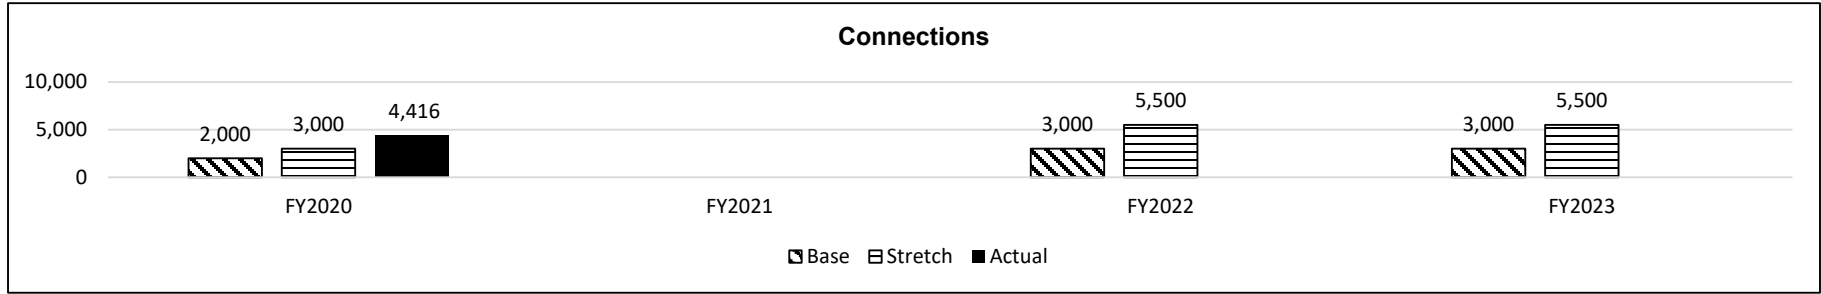 Connections
10,000
5,000
0
2,000
3,000
4,416
3,000
5,500
3,000
5,500
FY2020
FY2021
FY2022
FY2023
Base
Stretch
Actual